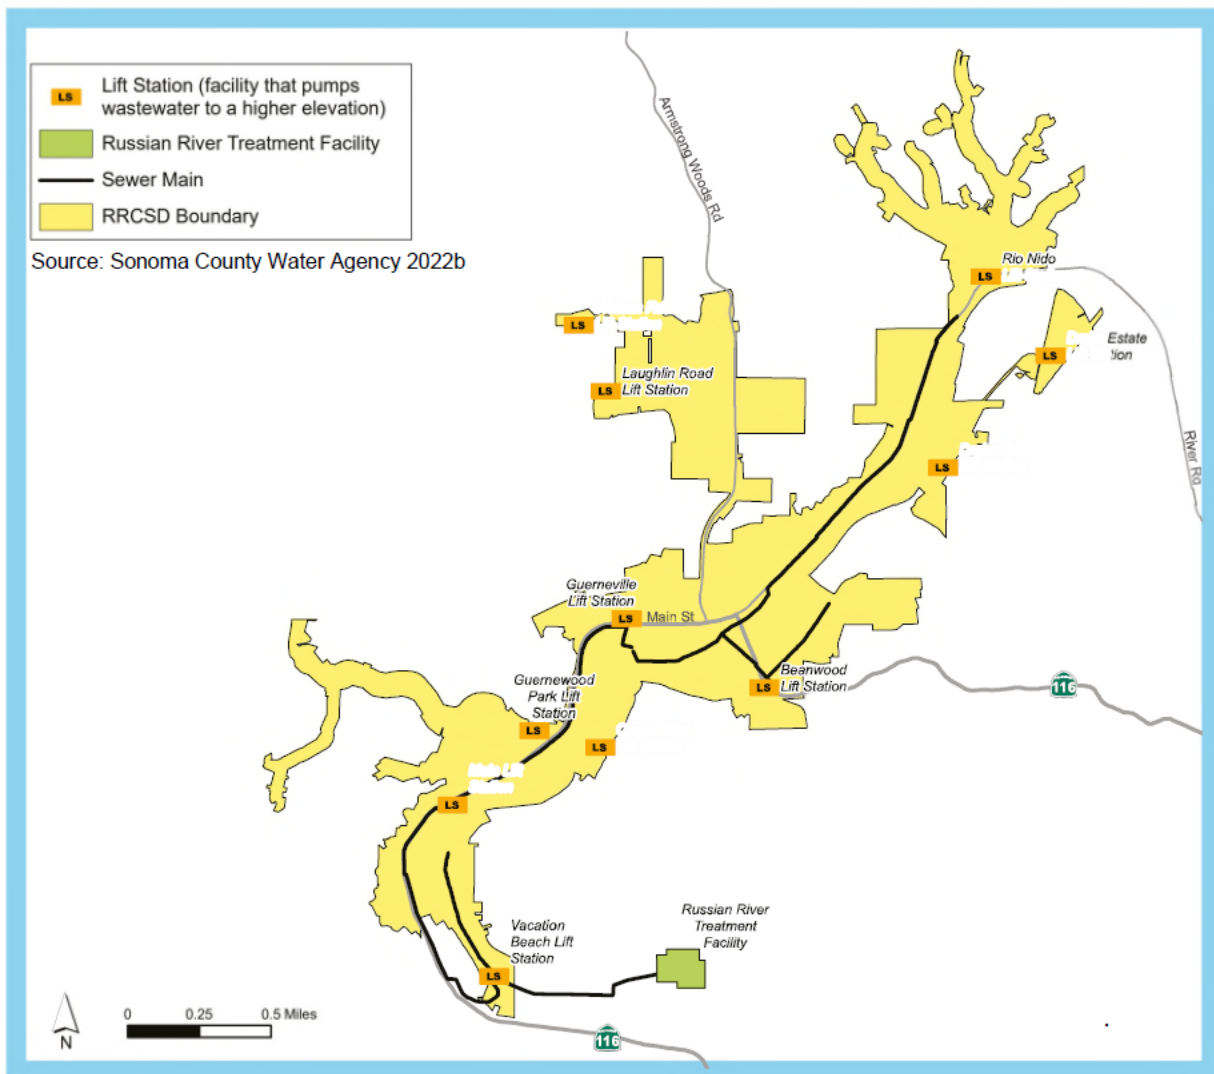 LS
Lift Station (facility that pumps
wastewater to a higher elevation)
Russian River Treatment Facility
Sewer Main
RRCSD Boundary
Source: Sonoma County Water Agency 2022b
Armstrong Woods Rd
Rio Nido
LS
LS
Estate
LS
Laughlin Road
LS
Lift Station
River Rd
LS
Guerneville
Lift Station
LS
Main St
Beanwood
LS
Lift Station
116
Guernewood
Park Lift
Station
LS
LS
LS
Vacation
Beach Lift
Station
LS
Russian River
Treatment
Facility
0 0.25 0.5 Miles
N
116